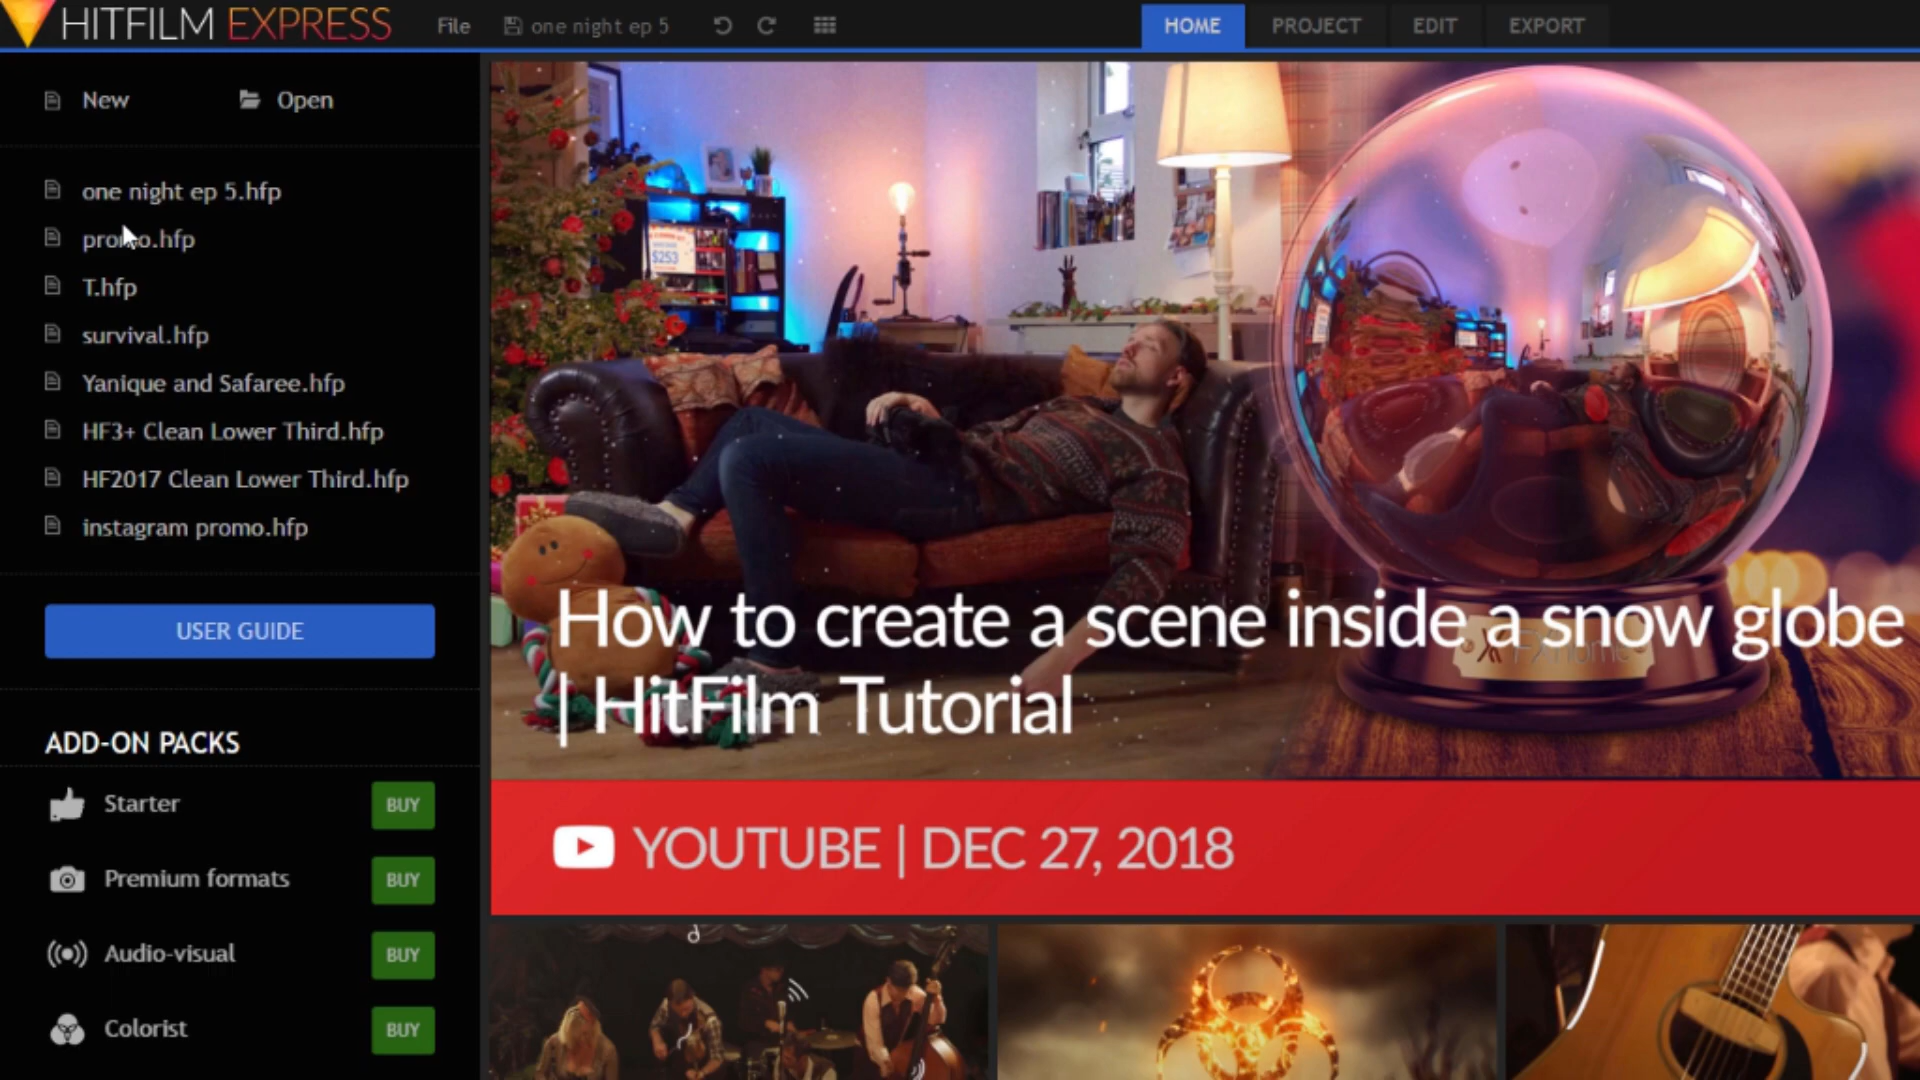 HITFILM EXPRESS
File
one night ep 5
HOME
PROJECT
EDIT
EXPORT
New
Open
one night ep 5.hfp
promo.hfp
T.hfp
survival.hfp
Yanique and Safaree.hfp
HF3+ Clean Lower Third.hfp
HF2017 Clean Lower Third.hfp
instagram promo.hfp
USER GUIDE
ADD-ON PACKS
Starter BUY
Premium formats BUY
Audio-visual BUY
Colorist BUY
$253
How to create a scene inside a snow globe
| HitFilm Tutorial
FXhome
YOUTUBE | DEC 27, 2018